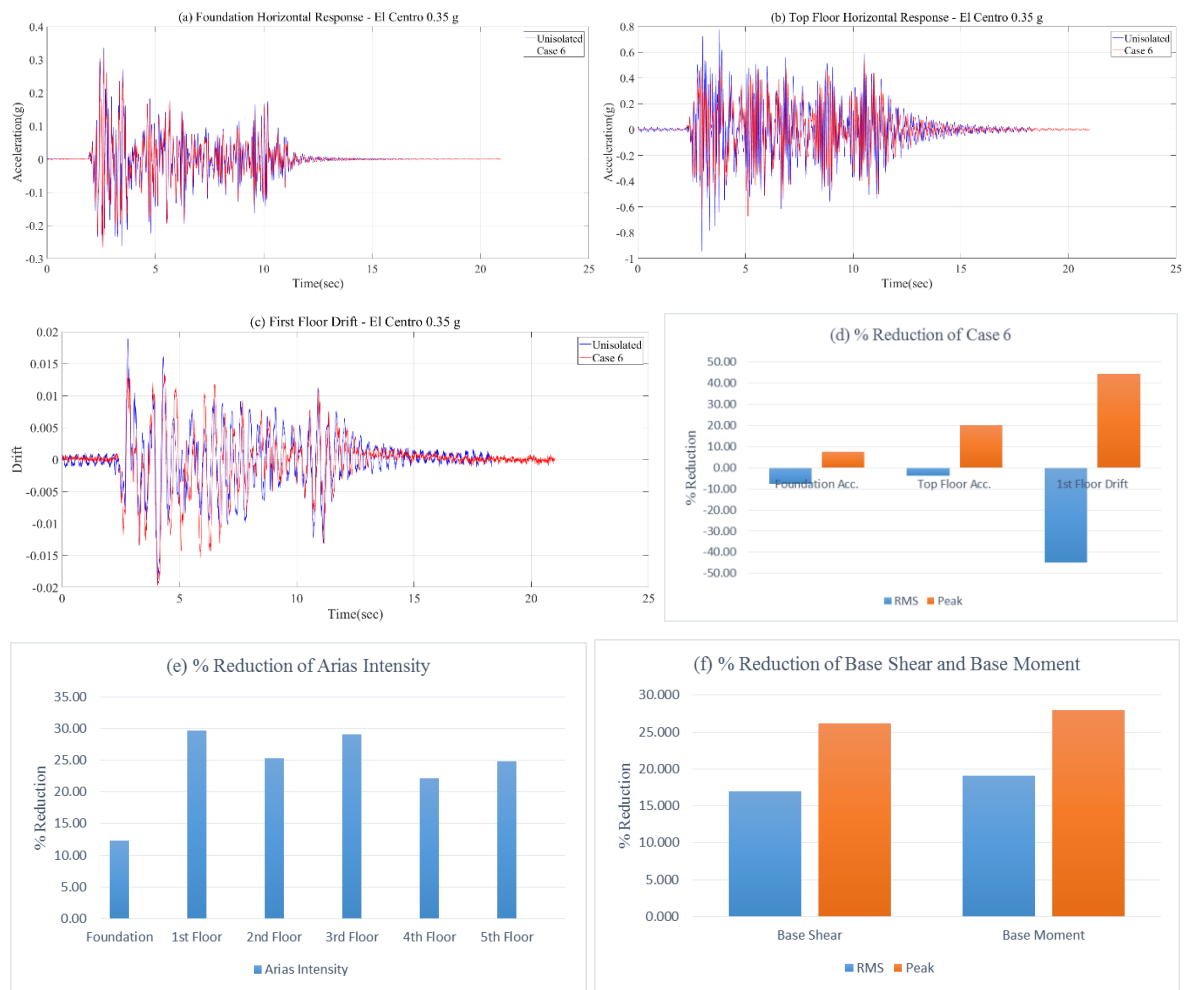 (a) Foundation Horizontal Response - El Centro 0.35 g
Unisolated
Case 6
Acceleration(g)
0.4
0.3
0.2
0.1
0
-0.1
-0.2
-0.3
0 5 10 15 20 25
Time(sec)
(b) Top Floor Horizontal Response - El Centro 0.35 g
Unisolated
Case 6
Acceleration(g)
0.8
0.6
0.4
0.2
0
-0.2
-0.4
-0.6
-0.8
-1
0 5 10 15 20 25
Time(sec)
(c) First Floor Drift - El Centro 0.35 g
Unisolated
Case 6
Drift
0.02
0.015
0.01
0.005
0
-0.005
-0.01
-0.015
-0.02
0 5 10 15 20 25
Time(sec)
(d) % Reduction of Case 6
% Reduction
50.00
40.00
30.00
20.00
10.00
0.00
-10.00
-20.00
-30.00
-40.00
-50.00
Foundation Acc. Top Floor Acc. 1st Floor Drift
RMS Peak
(e) % Reduction of Arias Intensity
% Reduction
35.00
30.00
25.00
20.00
15.00
10.00
5.00
0.00
Foundation 1st Floor 2nd Floor 3rd Floor 4th Floor 5th Floor
Arias Intensity
(f) % Reduction of Base Shear and Base Moment
% Reduction
30.000
25.000
20.000
15.000
10.000
5.000
0.000
Base Shear Base Moment
RMS Peak